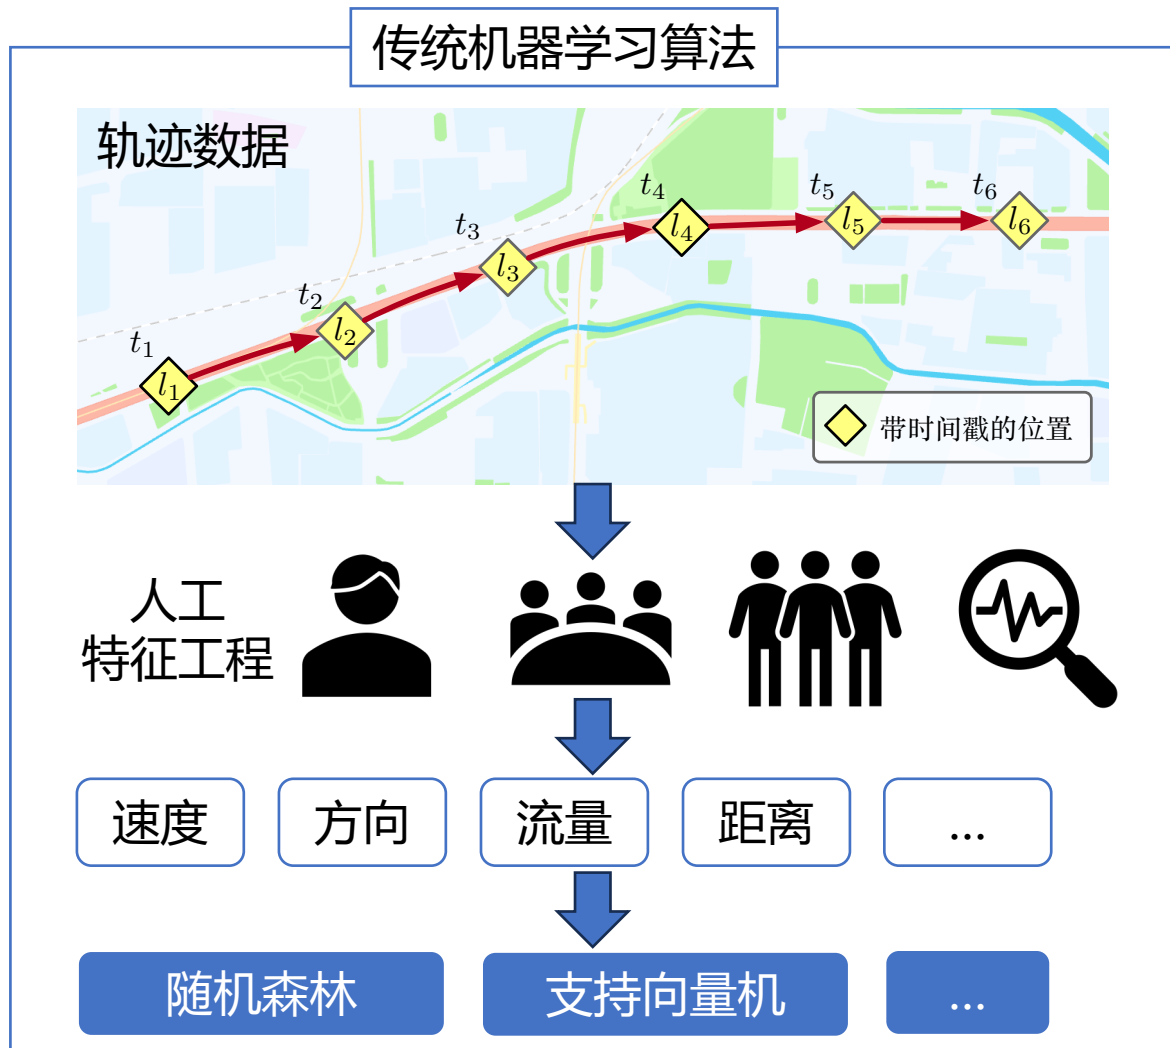 传统机器学习算法
轨迹数据
t1
t2
t3
t4
t5
t6
l1
l2
l3
l4
l5
l6
带时间戳的位置
人工
特征工程
速度
方向
流量
距离
...
随机森林
支持向量机
...